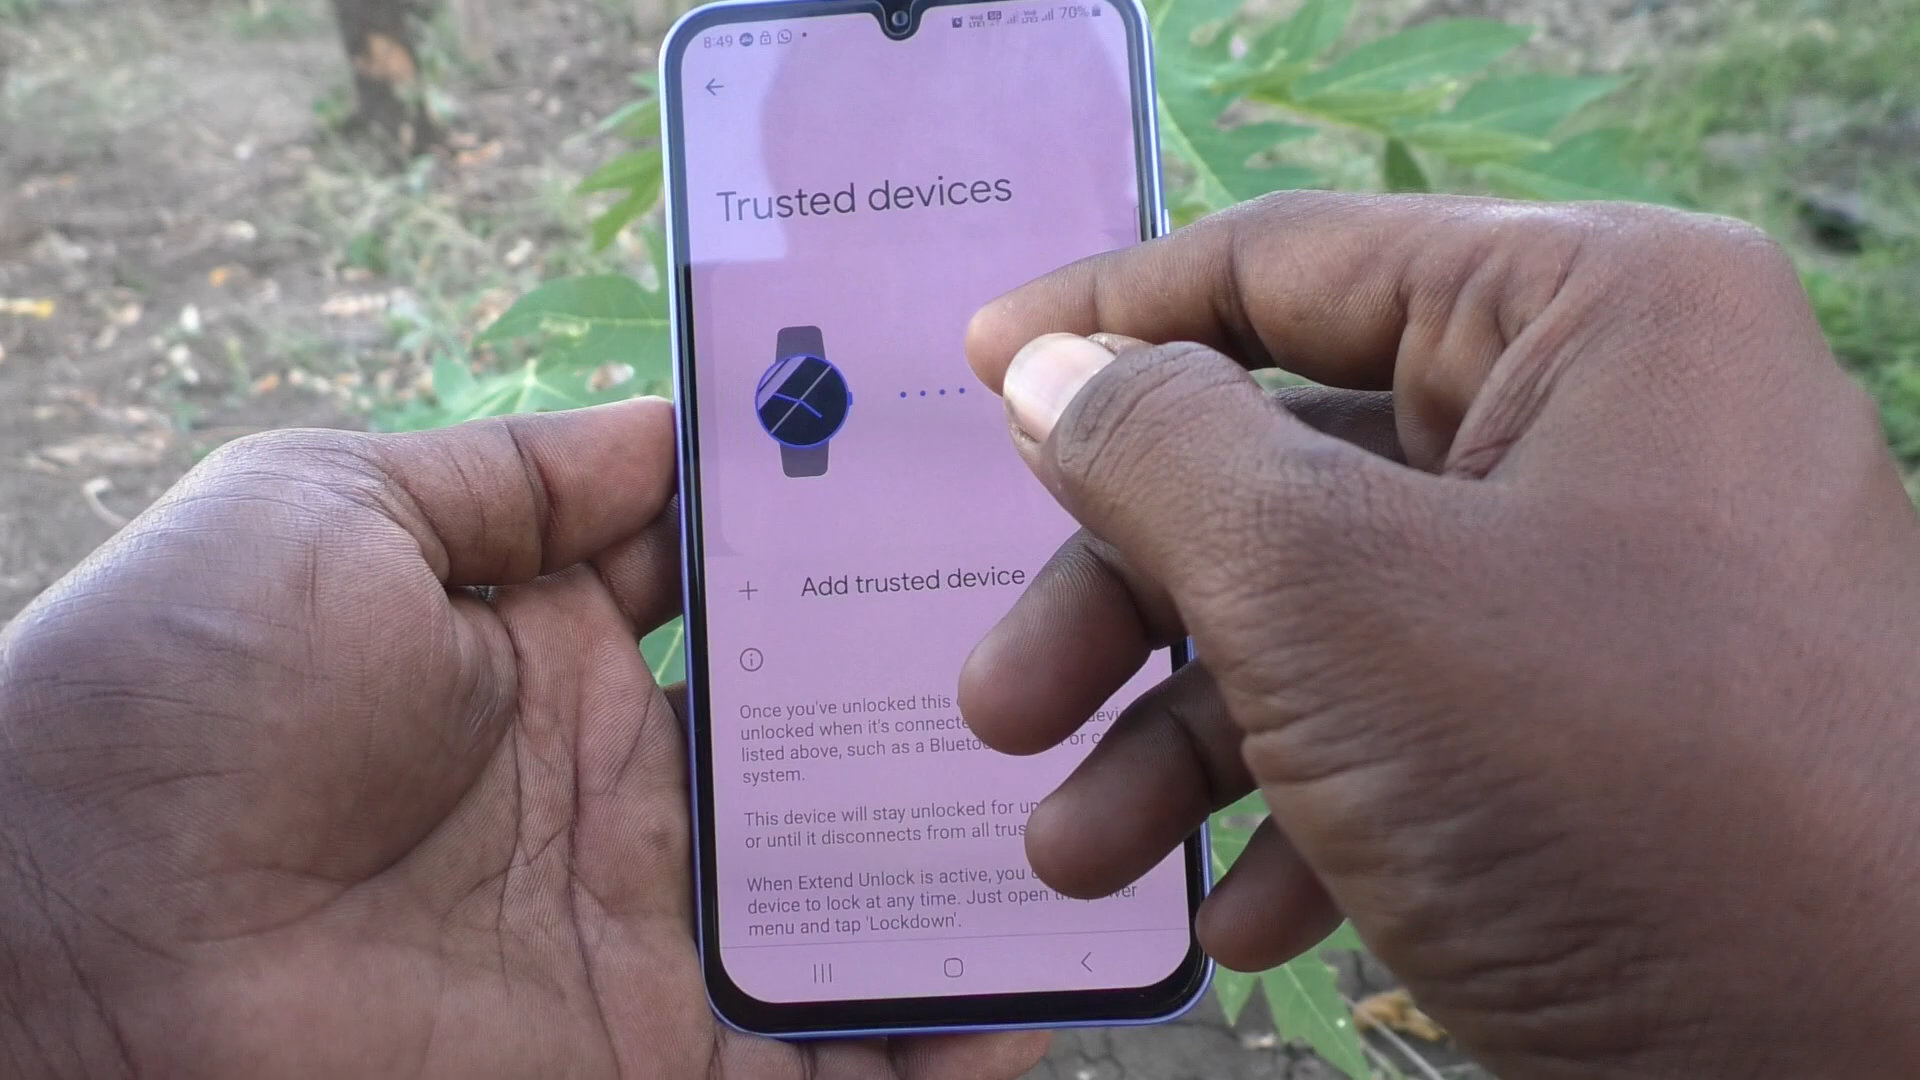 8:49
70%
Trusted devices
Add trusted device
Once you've unlocked this
unlocked when it's connecte
listed above, such as a Blueto or c
system.
This device will stay unlocked for up
or until it disconnects from all trus
When Extend Unlock is active, you
device to lock at any time. Just open
menu and tap 'Lockdown'.